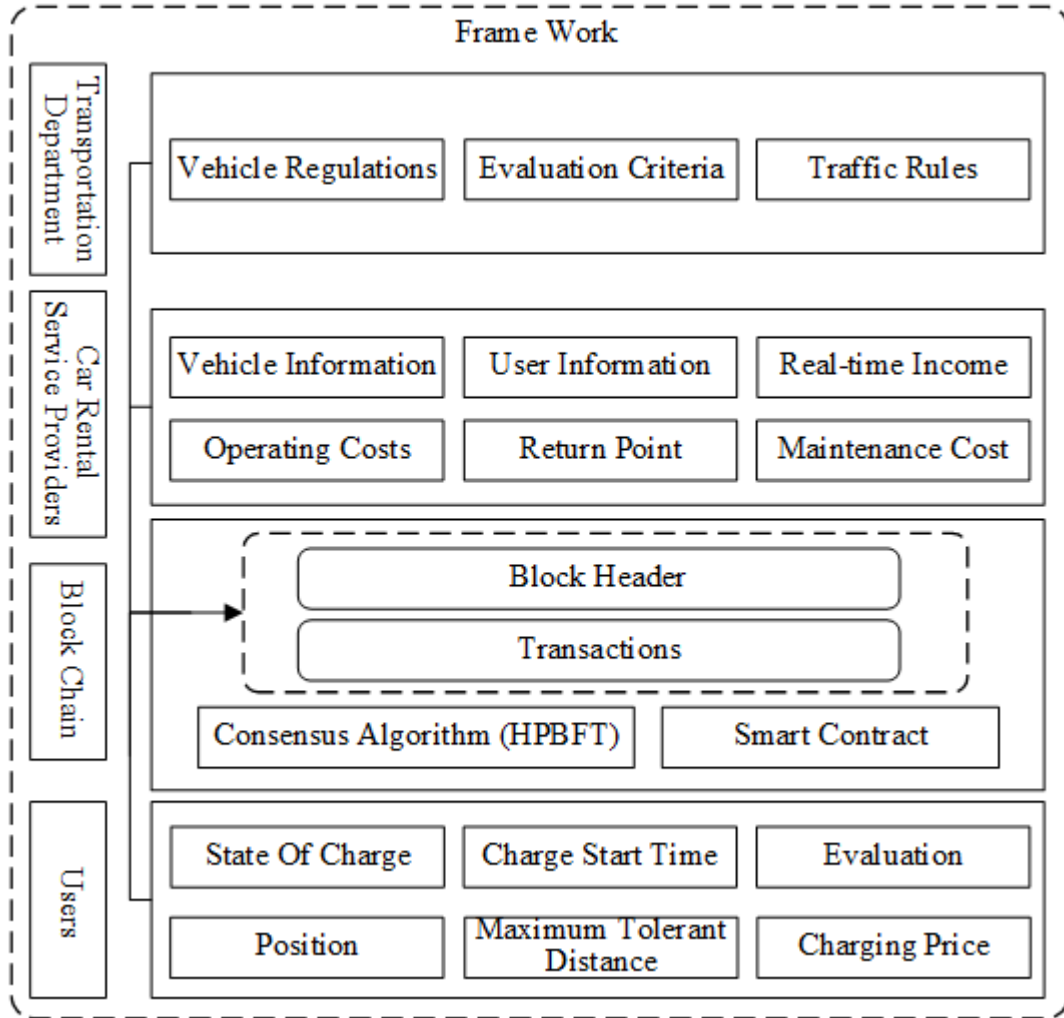 Frame Work
Transportation
Department
Vehicle Regulations
Evaluation Criteria
Traffic Rules
Car Rental
Service Providers
Vehicle Information
User Information
Real-time Income
Operating Costs
Return Point
Maintenance Cost
Block Chain
Block Header
Transactions
Consensus Algorithm (HPBFT)
Smart Contract
Users
State Of Charge
Charge Start Time
Evaluation
Position
Maximum Tolerant
Distance
Charging Price